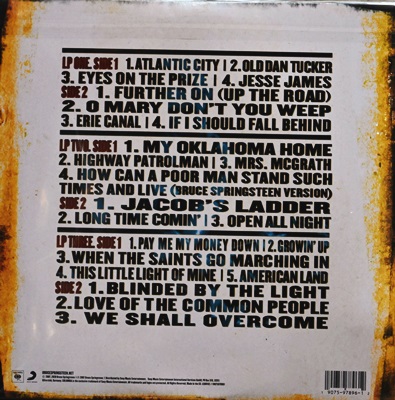 LP ONE. SIDE 1 1. ATLANTIC CITY | 2. OLD DAN TUCKER
3. EYES ON THE PRIZE | 4. JESSE JAMES
SIDE 2 1. FURTHER ON (UP THE ROAD)
2. O MARY DON'T YOU WEEP
3. ERIE CANAL | 4. IF I SHOULD FALL BEHIND
LP TWO. SIDE 1 1. MY OKLAHOMA HOME
2. HIGHWAY PATROLMAN | 3. MRS. MCGRATH
4. HOW CAN A POOR MAN STAND SUCH
TIMES AND LIVE (BRUCE SPRINGSTEEN VERSION)
SIDE 2 1. JACOB'S LADDER
2. LONG TIME COMIN' | 3. OPEN ALL NIGHT
LP THREE. SIDE 1 1. PAY ME MY MONEY DOWN | 2. GROWIN' UP
3. WHEN THE SAINTS GO MARCHING IN
4. THIS LITTLE LIGHT OF MINE | 5. AMERICAN LAND
SIDE 2 1. BLINDED BY THE LIGHT
2. LOVE OF THE COMMON PEOPLE
3. WE SHALL OVERCOME
BRUCESPRINGSTEEN.NET